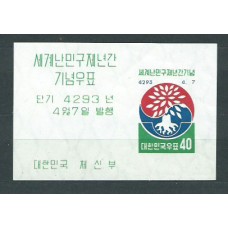 세계난민구제년간
기념우표
단기 4293 년
4월7일 발행
대한민국 체신부
세계난민구제년간기념
4293 4 7
대한민국우표 40